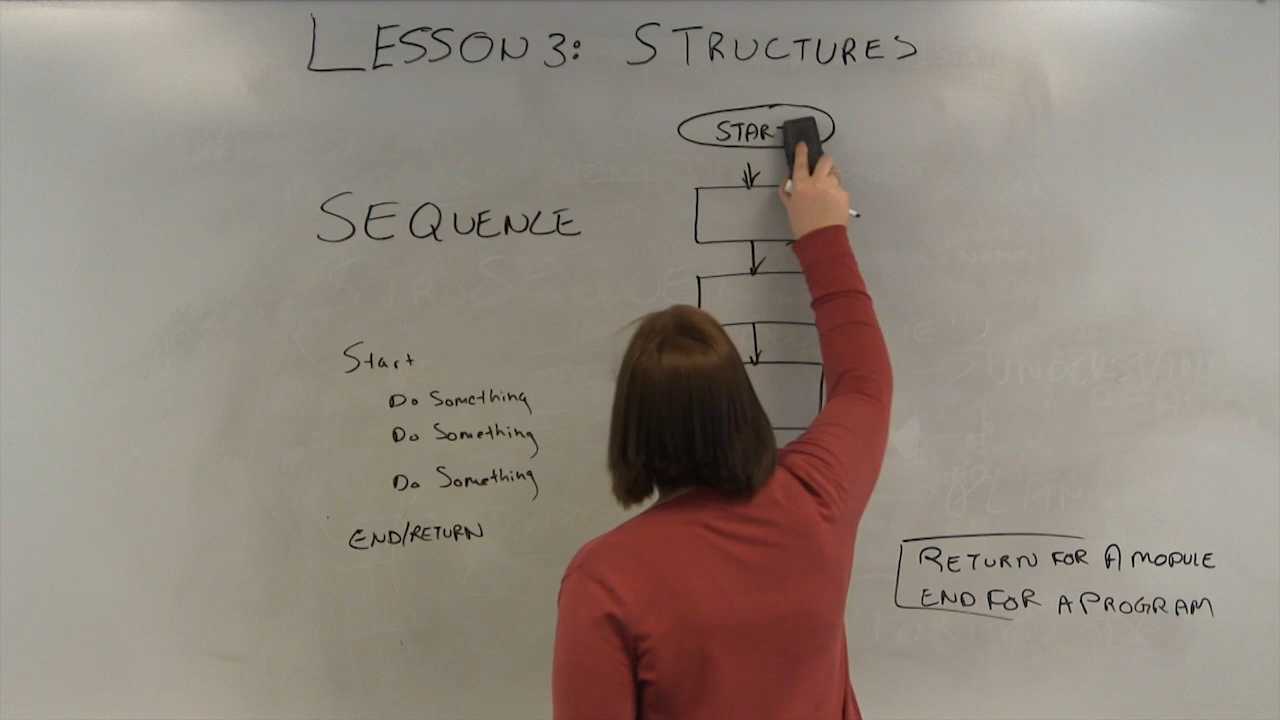 LESSON 3: STRUCTURES
STAR
SEQUENCE
Start
Do Something
Do Something
Do Something
END/RETURN
RETURN FOR A MODULE
END FOR A PROGRAM